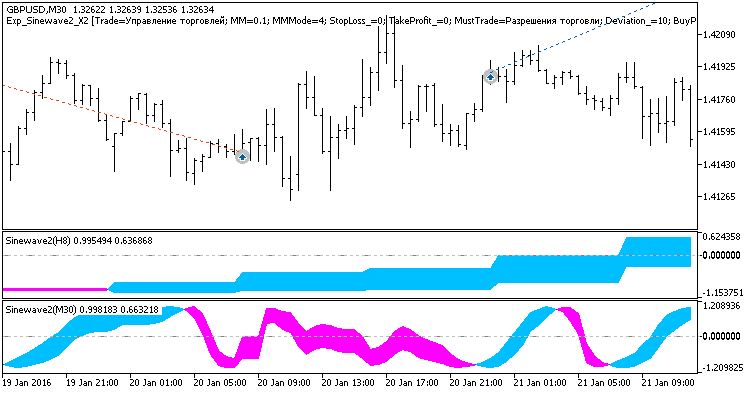 GBPUSD,M30 1.32622 1.32639 1.32536 1.32634
Exp_Sinewave2_X2 [Trade=Управление торговлей; MM=0.1; MMMode=4; StopLoss_=0; TakeProfit_=0; MustTrade=Разрешения торговли; Deviation_=10; BuyP
1.42090
1.41925
1.41760
1.41595
1.41430
1.41265
Sinewave2(H8) 0.995494 0.636868
0.624358
-0.000000
-1.153751
Sinewave2(M30) 0.998183 0.663218
1.208936
-0.000000
-1.209825
19 Jan 2016 19 Jan 21:00 20 Jan 01:00 20 Jan 05:00 20 Jan 09:00 20 Jan 13:00 20 Jan 17:00 20 Jan 21:00 21 Jan 01:00 21 Jan 05:00 21 Jan 09:00